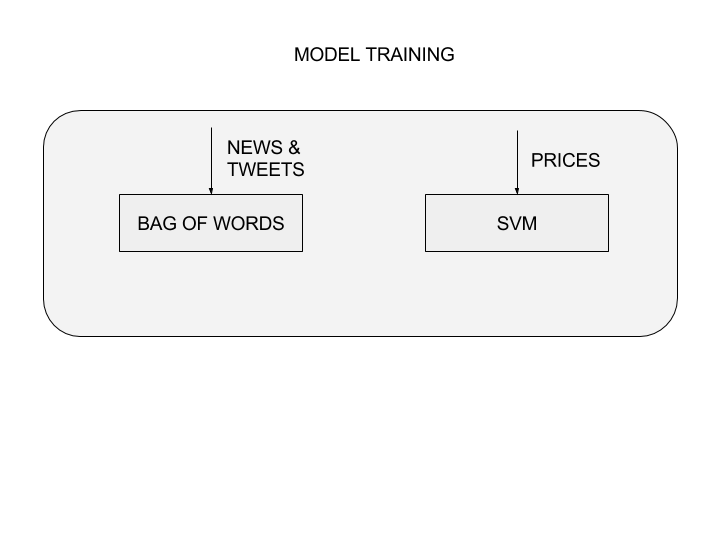 MODEL TRAINING
NEWS &
TWEETS
PRICES
BAG OF WORDS
SVM